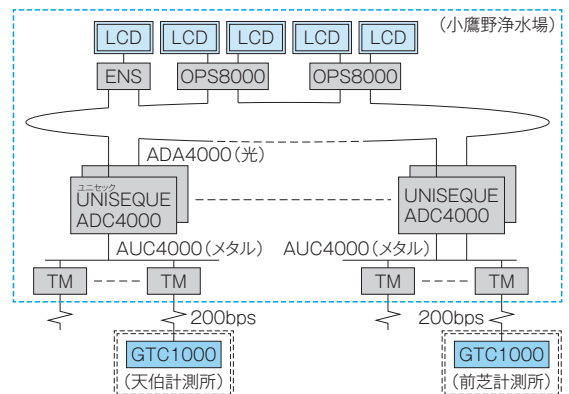 (小鷹野浄水場)
LCD LCD LCD LCD LCD
ENS OPS8000 OPS8000
ADA4000(光)
ユニセック
UNISEQUE
ADC4000
UNISEQUE
ADC4000
AUC4000(メタル) AUC4000(メタル)
TM TM TM TM
200bps 200bps
GTC1000 GTC1000
(天伯計測所) (前芝計測所)